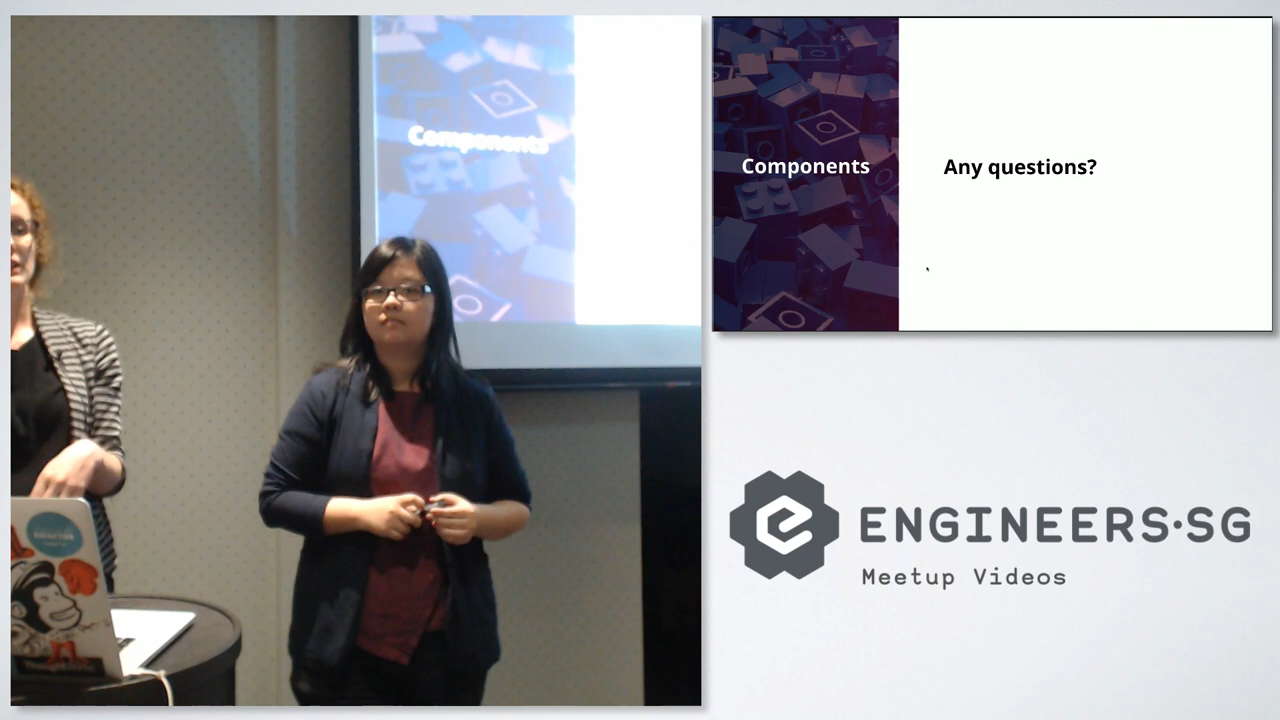 Components
Components
Any questions?
ENGINEERS·SG
Meetup Videos